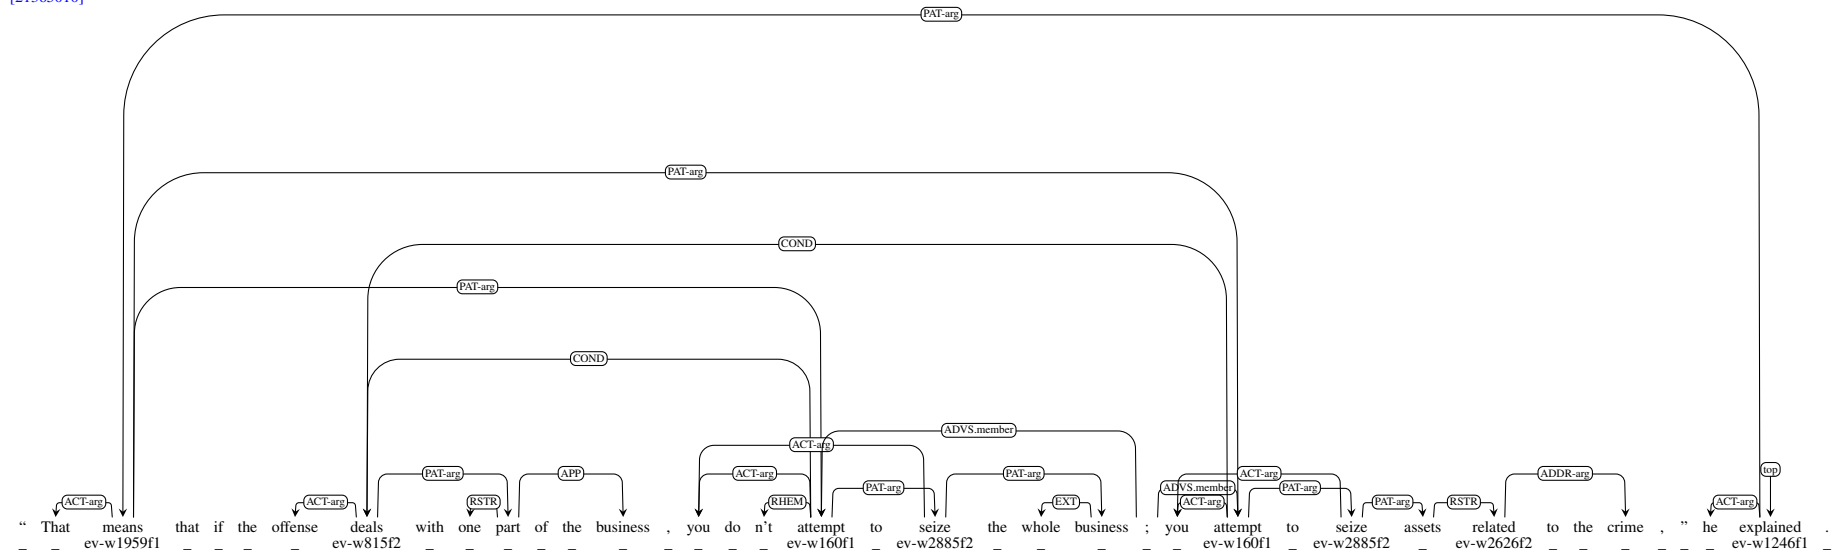 PAT-arg
PAT-arg
COND
PAT-arg
COND
ADVS.member
ACT-arg
top
PAT-arg APP ACT-arg PAT-arg ACT-arg ADDR-arg
PAT-arg ADVS.member PAT-arg
ACT-arg ACT-arg RSTR RHEM EXT ACT-arg PAT-arg RSTR ACT-arg
“ That means that if the offense deals with one part of the business , you do n’t attempt to seize the whole business ; you attempt to seize assets related to the crime , ” he explained .
_ _ ev-w1959f1 _ _ _ _ ev-w815f2 _ _ _ _ _ _ _ _ _ _ ev-w160f1 _ ev-w2885f2 _ _ _ _ _ ev-w160f1 _ ev-w2885f2 _ ev-w2626f2 _ _ _ _ _ _ ev-w1246f1 _